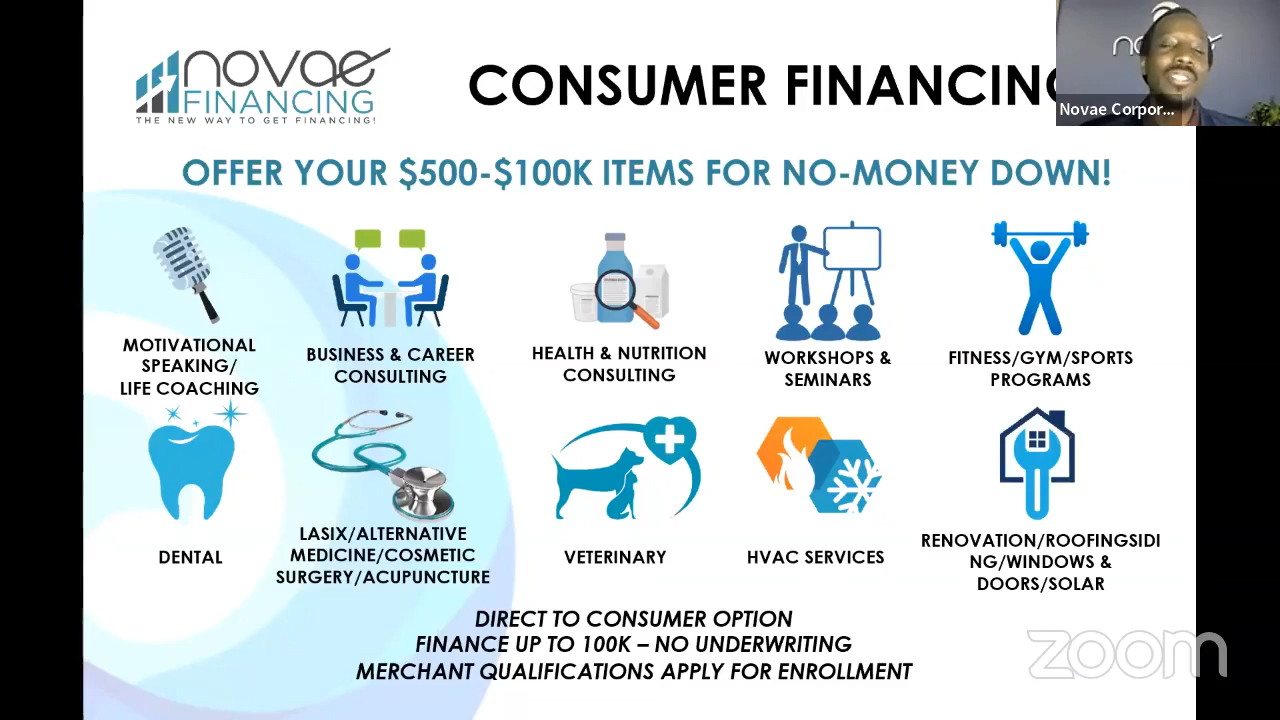 novae
FINANCING
THE NEW WAY TO GET FINANCING!
CONSUMER FINANCING
Novae Corpor...
OFFER YOUR $500-$100K ITEMS FOR NO-MONEY DOWN!
MOTIVATIONAL
SPEAKING/
LIFE COACHING
BUSINESS & CAREER
CONSULTING
HEALTH & NUTRITION
CONSULTING
WORKSHOPS &
SEMINARS
FITNESS/GYM/SPORTS
PROGRAMS
DENTAL
LASIX/ALTERNATIVE
MEDICINE/COSMETIC
SURGERY/ACUPUNCTURE
VETERINARY
HVAC SERVICES
RENOVATION/ROOFINGSIDI
NG/WINDOWS &
DOORS/SOLAR
DIRECT TO CONSUMER OPTION
FINANCE UP TO 100K – NO UNDERWRITING
MERCHANT QUALIFICATIONS APPLY FOR ENROLLMENT
zoom